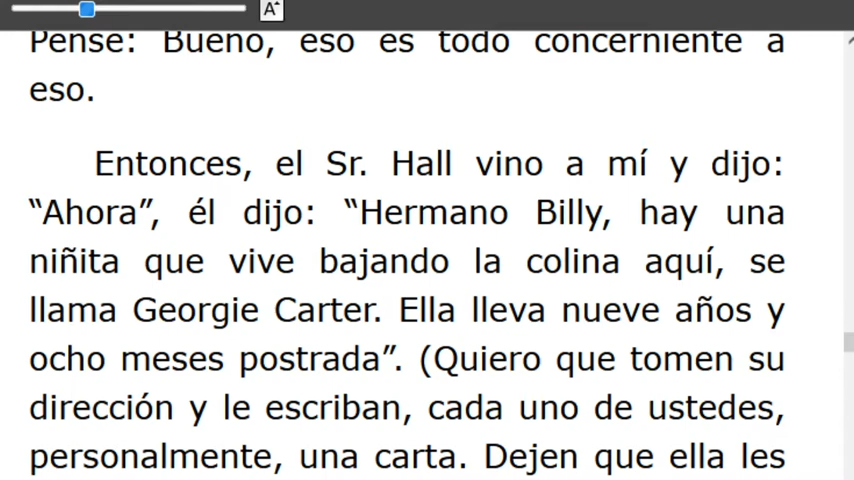 A
Pensé: Bueno, eso es todo concerniente a
eso.
Entonces, el Sr. Hall vino a mí y dijo:
“Ahora”, él dijo: “Hermano Billy, hay una
niñita que vive bajando la colina aquí, se
llama Georgie Carter. Ella lleva nueve años y
ocho meses postrada”. (Quiero que tomen su
dirección y le escriban, cada uno de ustedes,
personalmente, una carta. Dejen que ella les